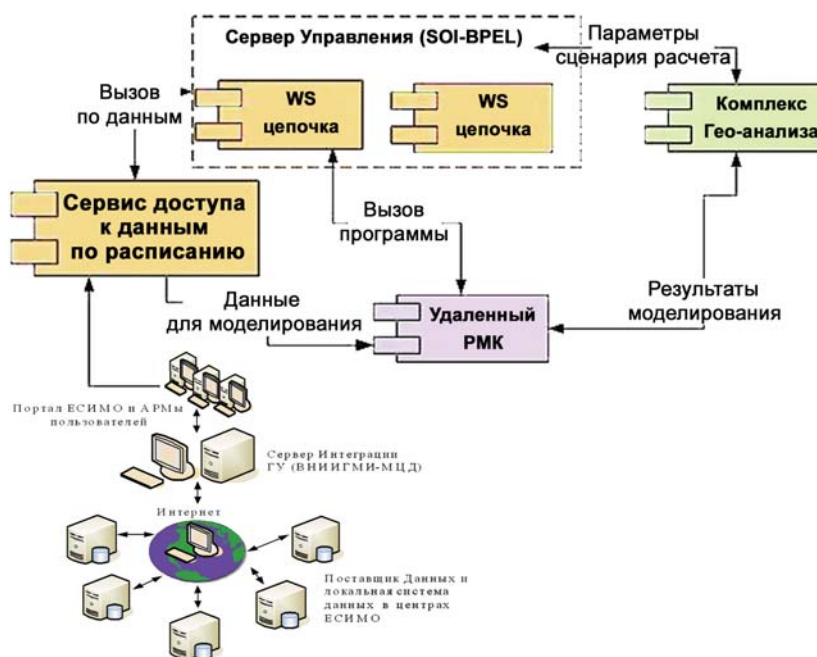 Сервер Управления (SOI-BPEL)
Параметры
сценария расчета
Вызов
по данным
WS
цепочка
WS
цепочка
Комплекс
Гео-анализа
Сервис доступа
к данным
по расписанию
Вызов
программы
Данные
для моделирования
Удаленный
РМК
Результаты
моделирования
Портал ЕСИМО и АРМы
пользователей
Сервер Интеграции
ГУ (ВНИИГМИ-МЦД)
Интернет
Поставщик Данных и
локальная система
данных в центрах
ЕСИМО